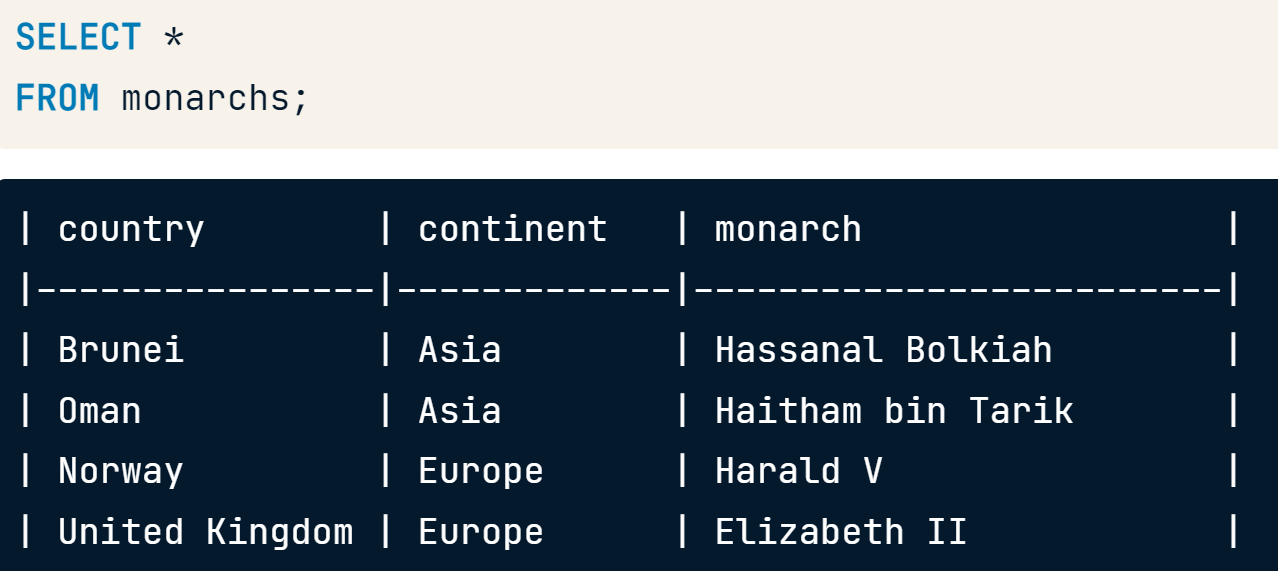 SELECT *
FROM monarchs;
| country        | continent   | monarch                 |
|----------------|-------------|-------------------------|
| Brunei         | Asia        | Hassanal Bolkiah        |
| Oman           | Asia        | Haitham bin Tarik       |
| Norway         | Europe      | Harald V                |
| United Kingdom | Europe      | Elizabeth II            |